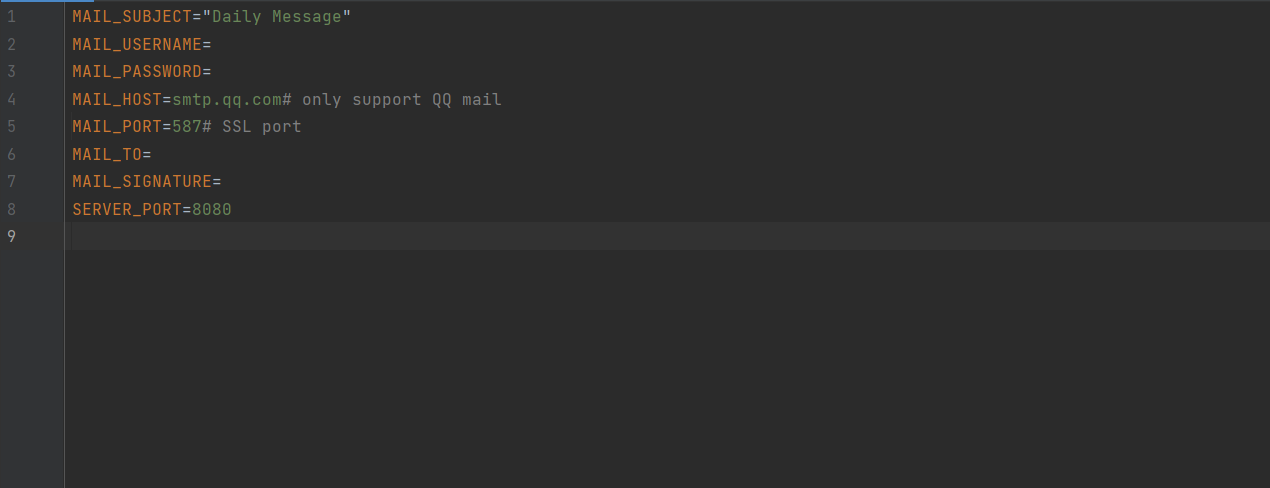 1 MAIL_SUBJECT="Daily Message"
2 MAIL_USERNAME=
3 MAIL_PASSWORD=
4 MAIL_HOST=smtp.qq.com# only support QQ mail
5 MAIL_PORT=587# SSL port
6 MAIL_TO=
7 MAIL_SIGNATURE=
8 SERVER_PORT=8080
9